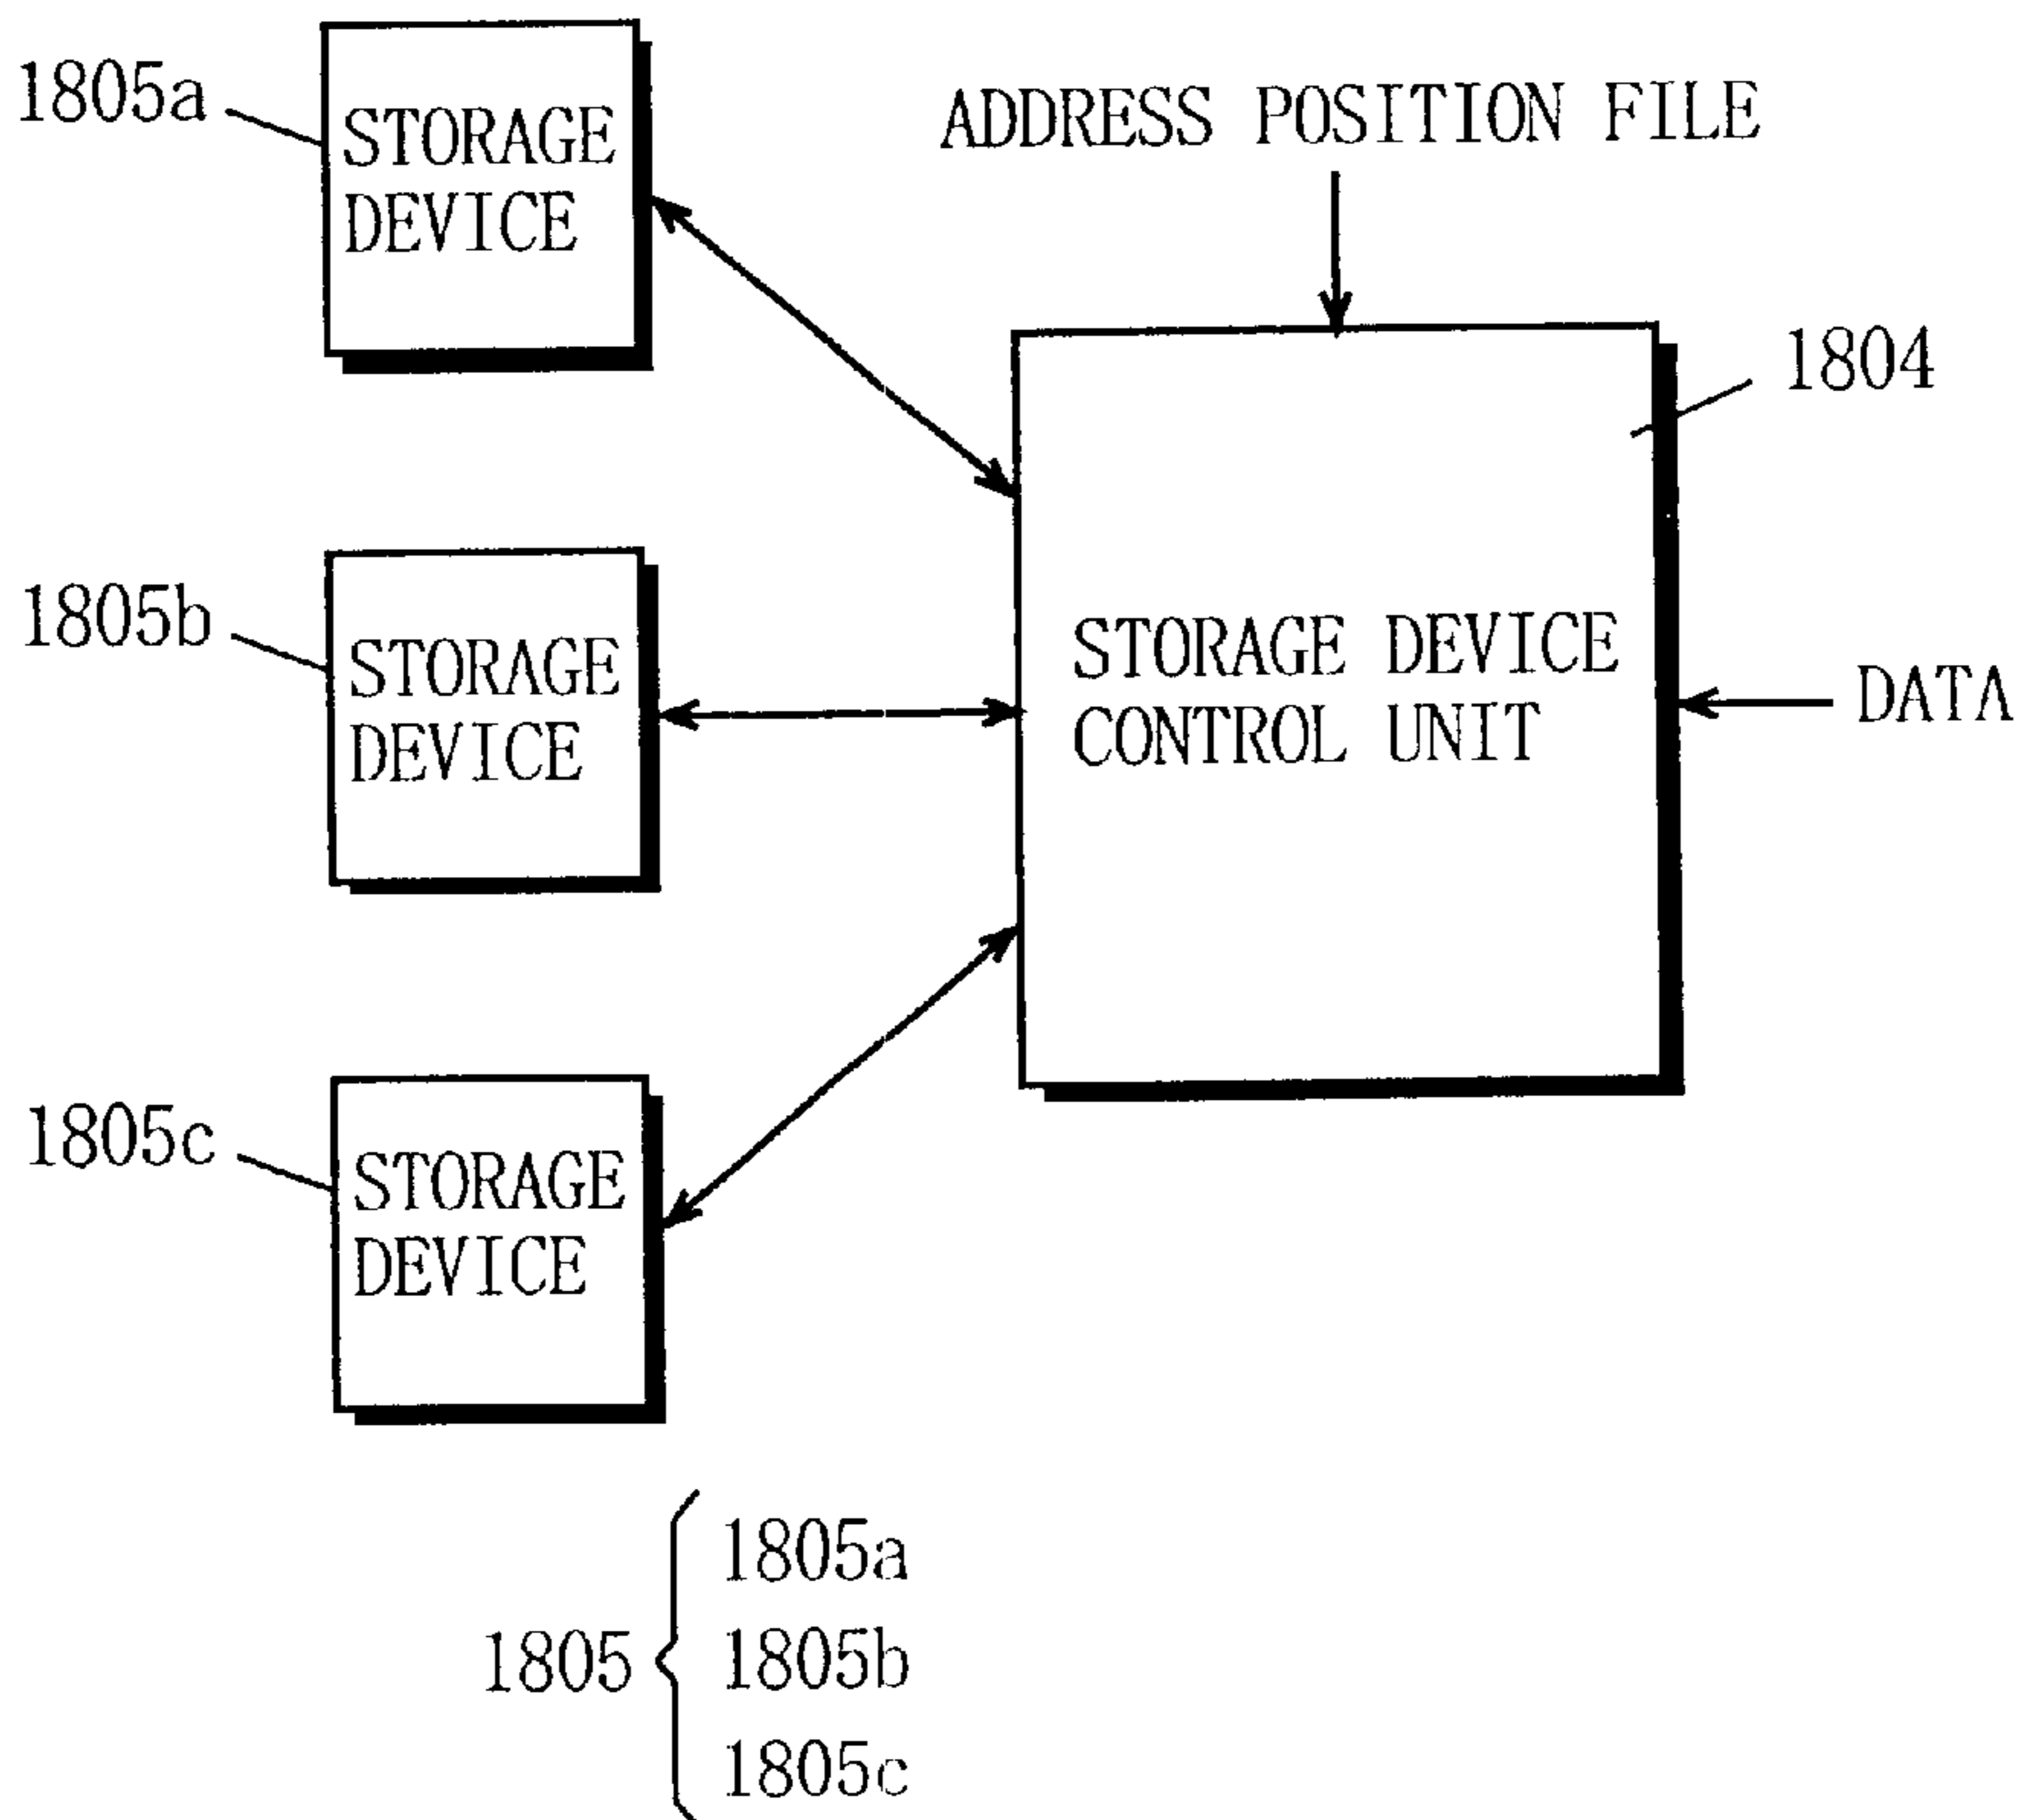 1805a
STORAGE
DEVICE
ADDRESS POSITION FILE
1804
1805b
STORAGE
DEVICE
STORAGE DEVICE
CONTROL UNIT
DATA
1805c
STORAGE
DEVICE
1805
1805a
1805b
1805c